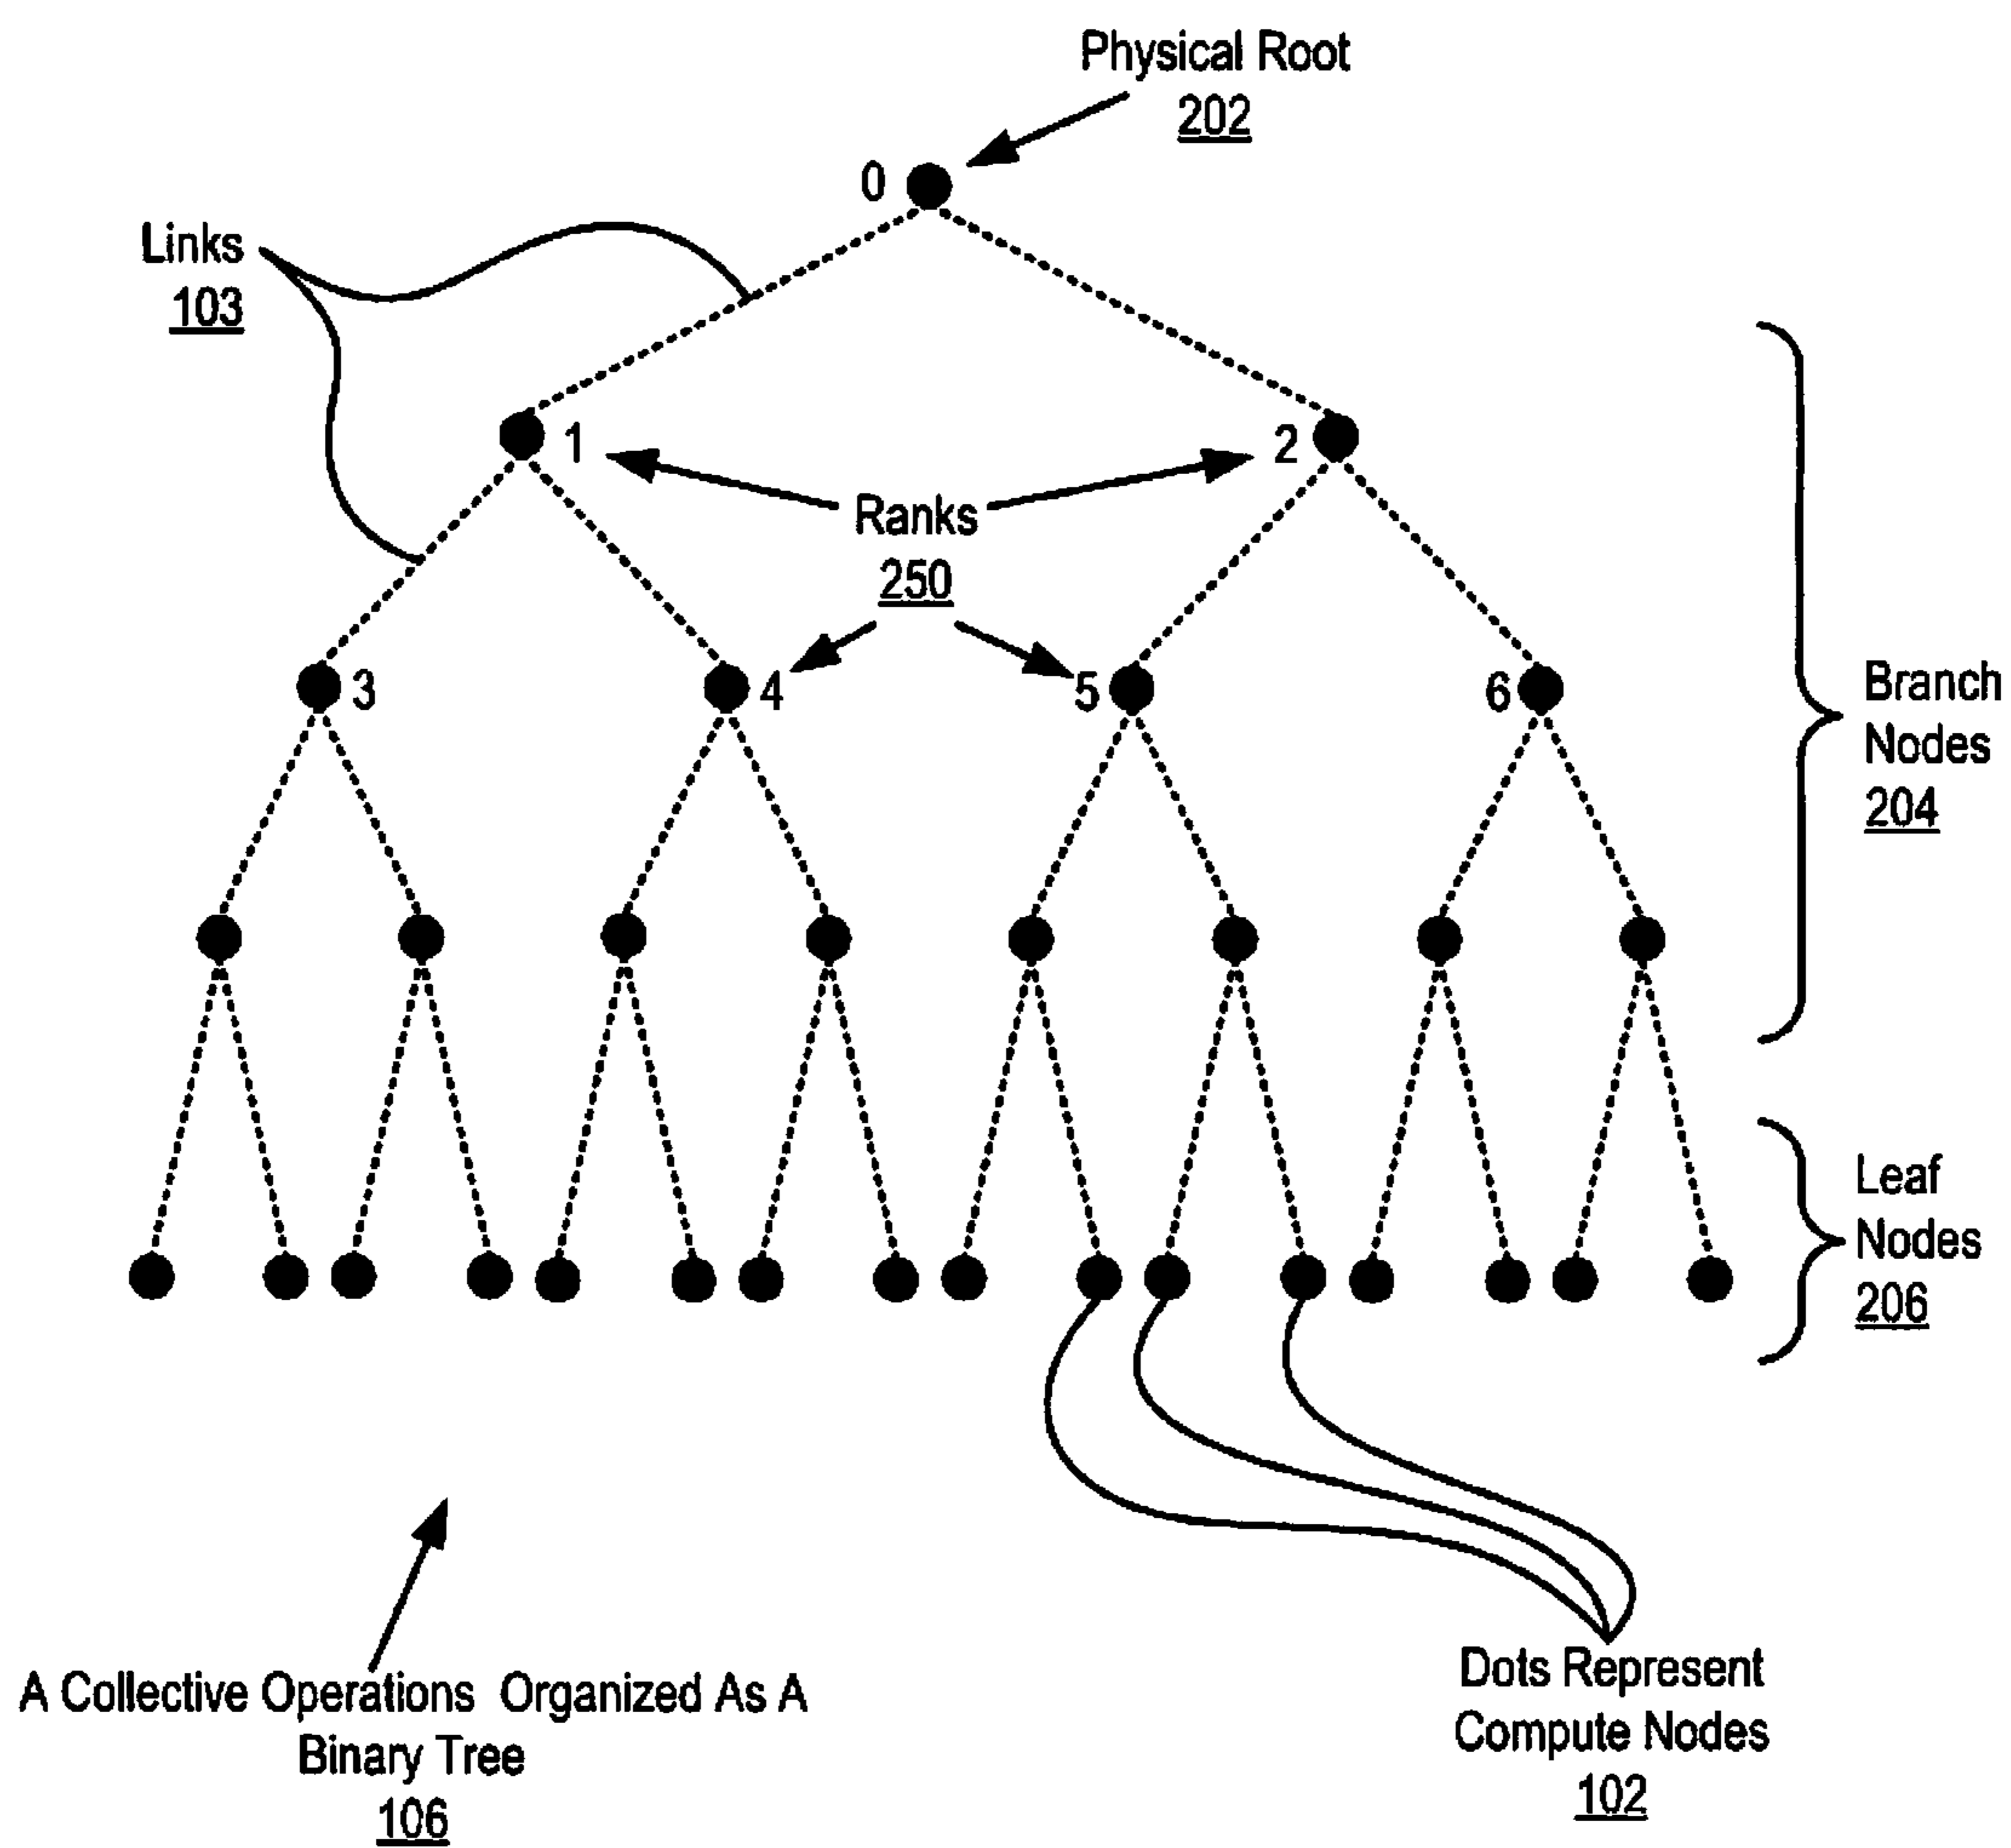 Physical Root
202
0
Links
103
1
2
Ranks
250
3
4
5
6
Branch
Nodes
204
Leaf
Nodes
206
A Collective Operations Organized As A
Binary Tree
106
Dots Represent
Compute Nodes
102